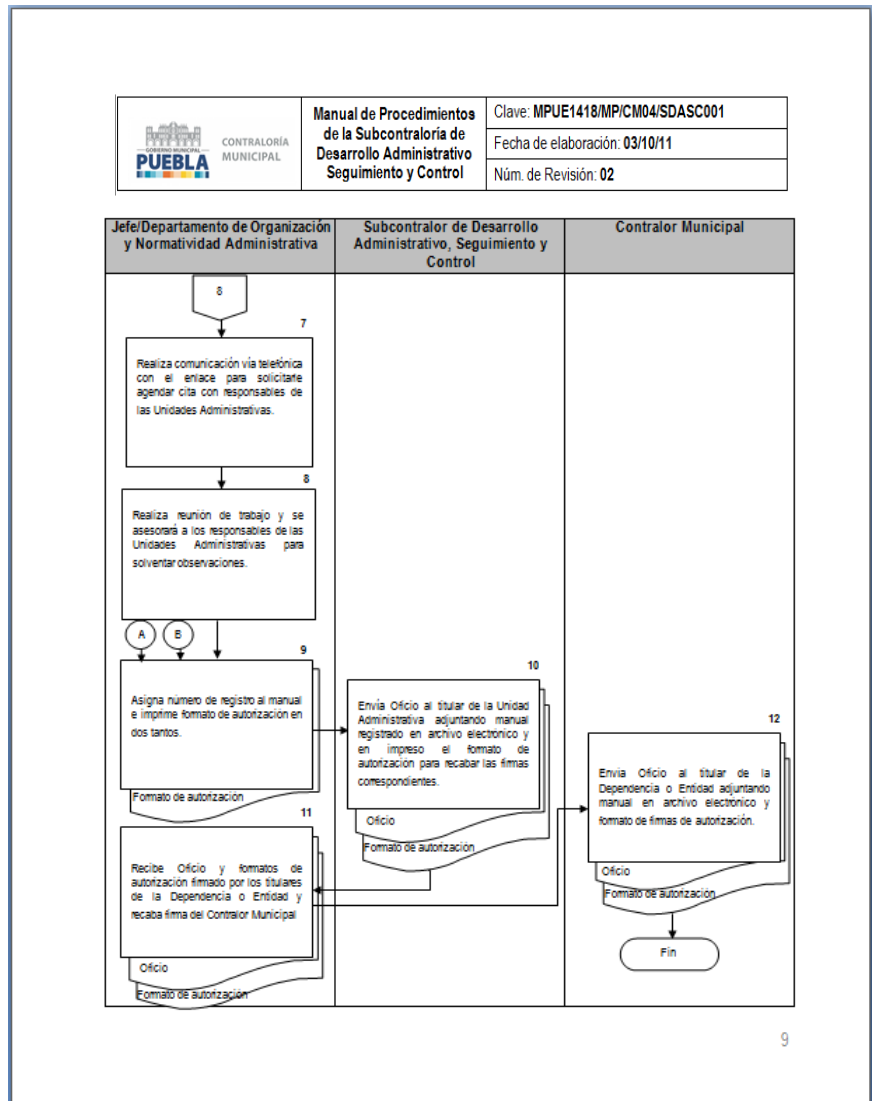 GOBIERNO MUNICIPAL
PUEBLA
CONTRALORÍA
MUNICIPAL
Manual de Procedimientos
de la Subcontraloría de
Desarrollo Administrativo
Seguimiento y Control
Clave: MPUE1418/MP/CM04/SDASC001
Fecha de elaboración: 03/10/11
Núm. de Revisión: 02
Jefe/Departamento de Organización
y Normatividad Administrativa
Subcontralor de Desarrollo
Administrativo, Seguimiento y
Control
Contralor Municipal
8
7
Realiza comunicación vía telefónica
con el enlace para solicitarle
agendar cita con responsables de
las Unidades Administrativas.
8
Realiza reunión de trabajo y se
asesorará a los responsables de las
Unidades Administrativas para
solventar observaciones.
A
B
9
Asigna número de registro al manual
e imprime formato de autorización en
dos tantos.
Formato de autorización
10
Envía Oficio al titular de la Unidad
Administrativa adjuntando manual
registrado en archivo electrónico y
en impreso el formato de
autorización para recabar las firmas
correspondientes.
Oficio
Formato de autorización
11
Recibe Oficio y formatos de
autorización firmado por los titulares
de la Dependencia o Entidad y
recaba firma del Contralor Municipal
Oficio
Formato de autorización
12
Envia Oficio al titular de la
Dependencia o Entidad adjuntando
manual en archivo electrónico y
formato de firmas de autorización.
Oficio
Formato de autorización
Fin
9